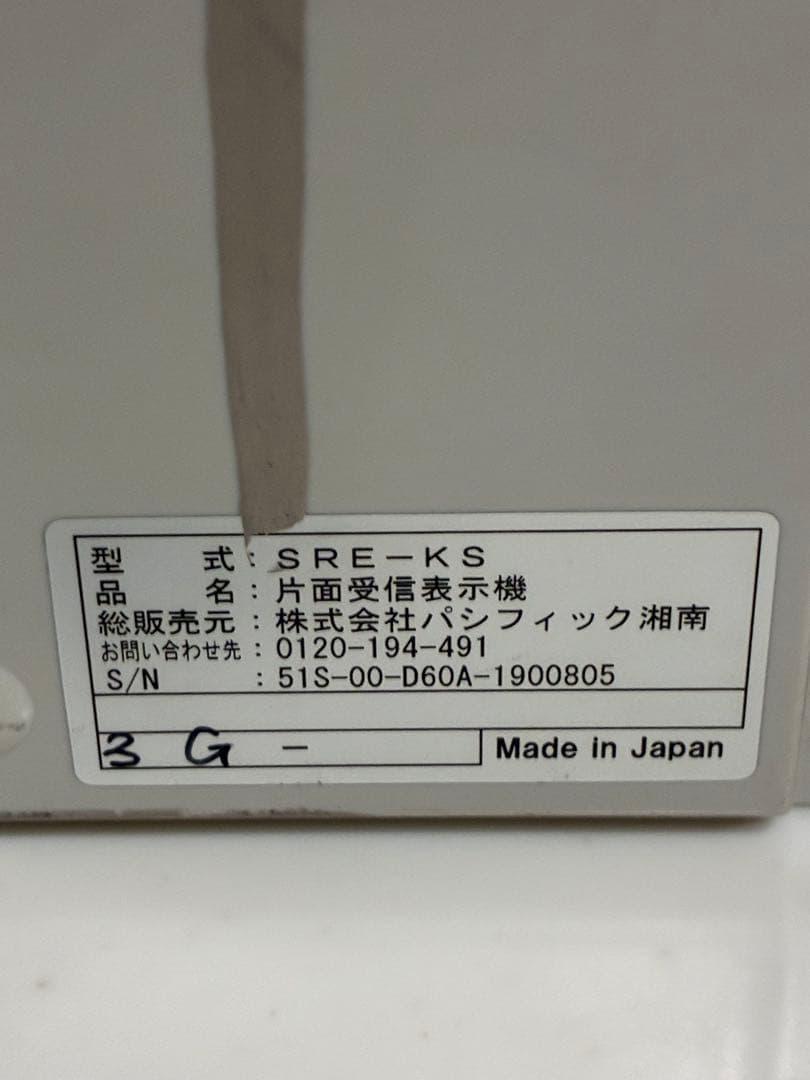 型 式：ＳＲＥ－ＫＳ
品 名：片面受信表示機
総販売元：株式会社パシフィック湘南
お問い合わせ先：0120-194-491
S/N ：51S-00-D60A-1900805
3 G -
Made in Japan